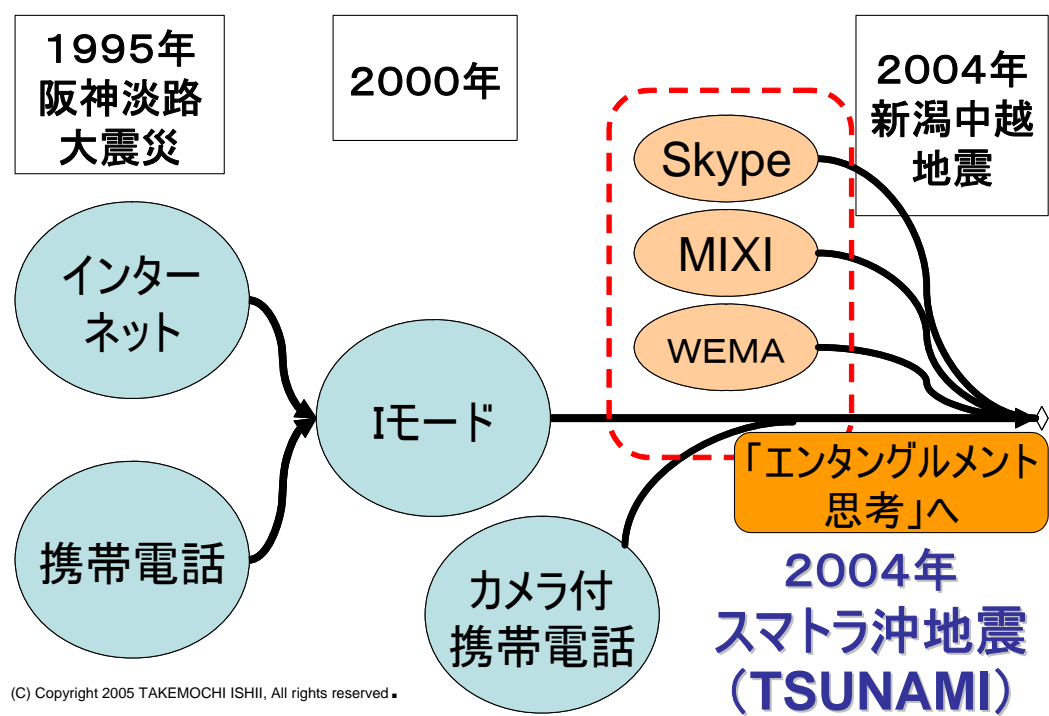 1995年
阪神淡路
大震災
2000年
2004年
新潟中越
地震
Skype
MIXI
WEMA
インター
ネット
Iモード
携帯電話
カメラ付
携帯電話
「エンタングルメント
思考」へ
2004年
スマトラ沖地震
(TSUNAMI)
(C) Copyright 2005 TAKEMOCHI ISHII, All rights reserved.